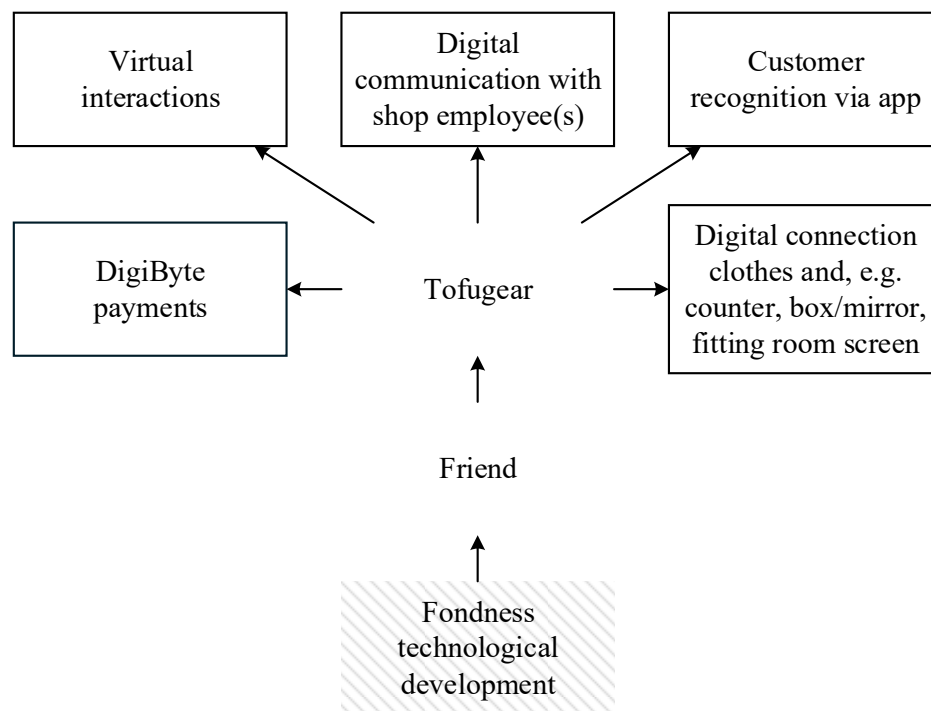 Virtual
interactions
Digital
communication with
shop employee(s)
Customer
recognition via app
DigiByte
payments
Tofugear
Digital connection
clothes and, e.g.
counter, box/mirror,
fitting room screen
Friend
Fondness
technological
development